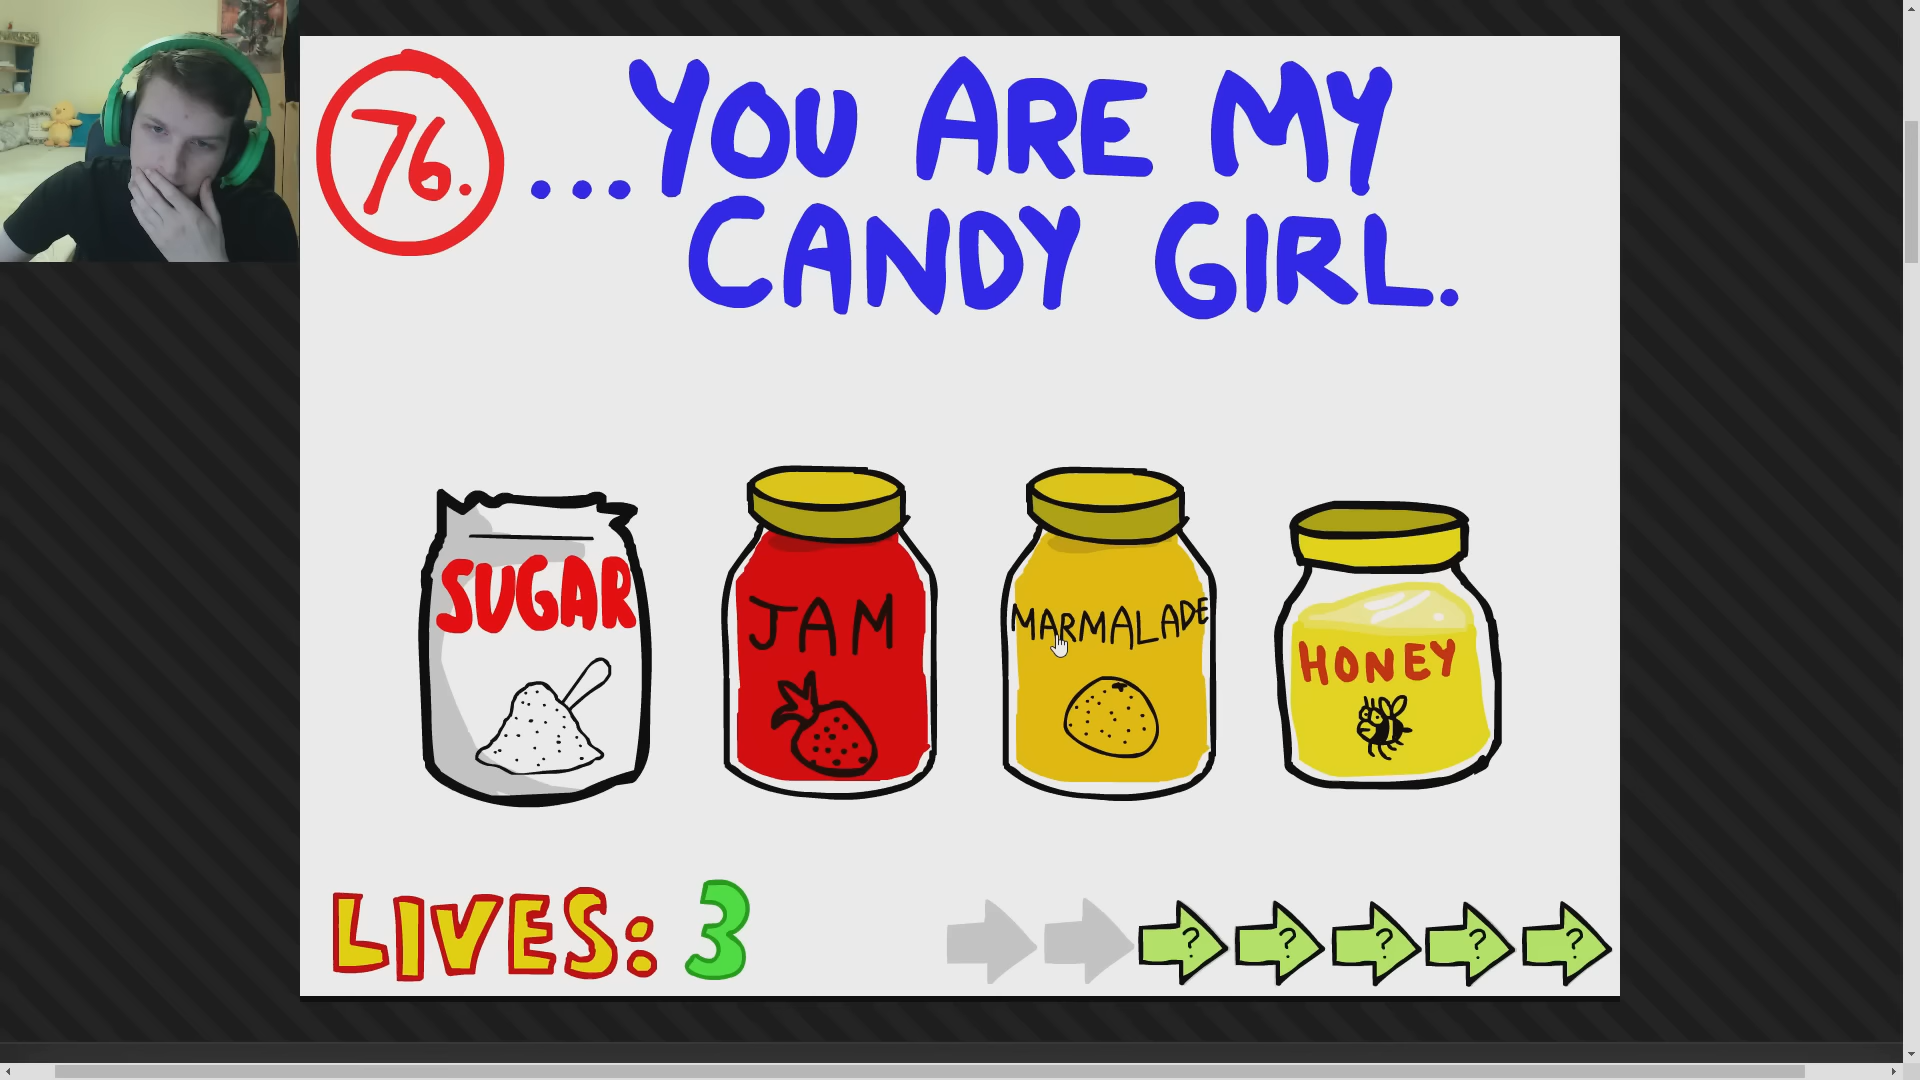 76.
...YOU ARE MY
CANDY GIRL.
SUGAR
JAM
MARMALADE
HONEY
LIVES: 3
? ? ? ? ?